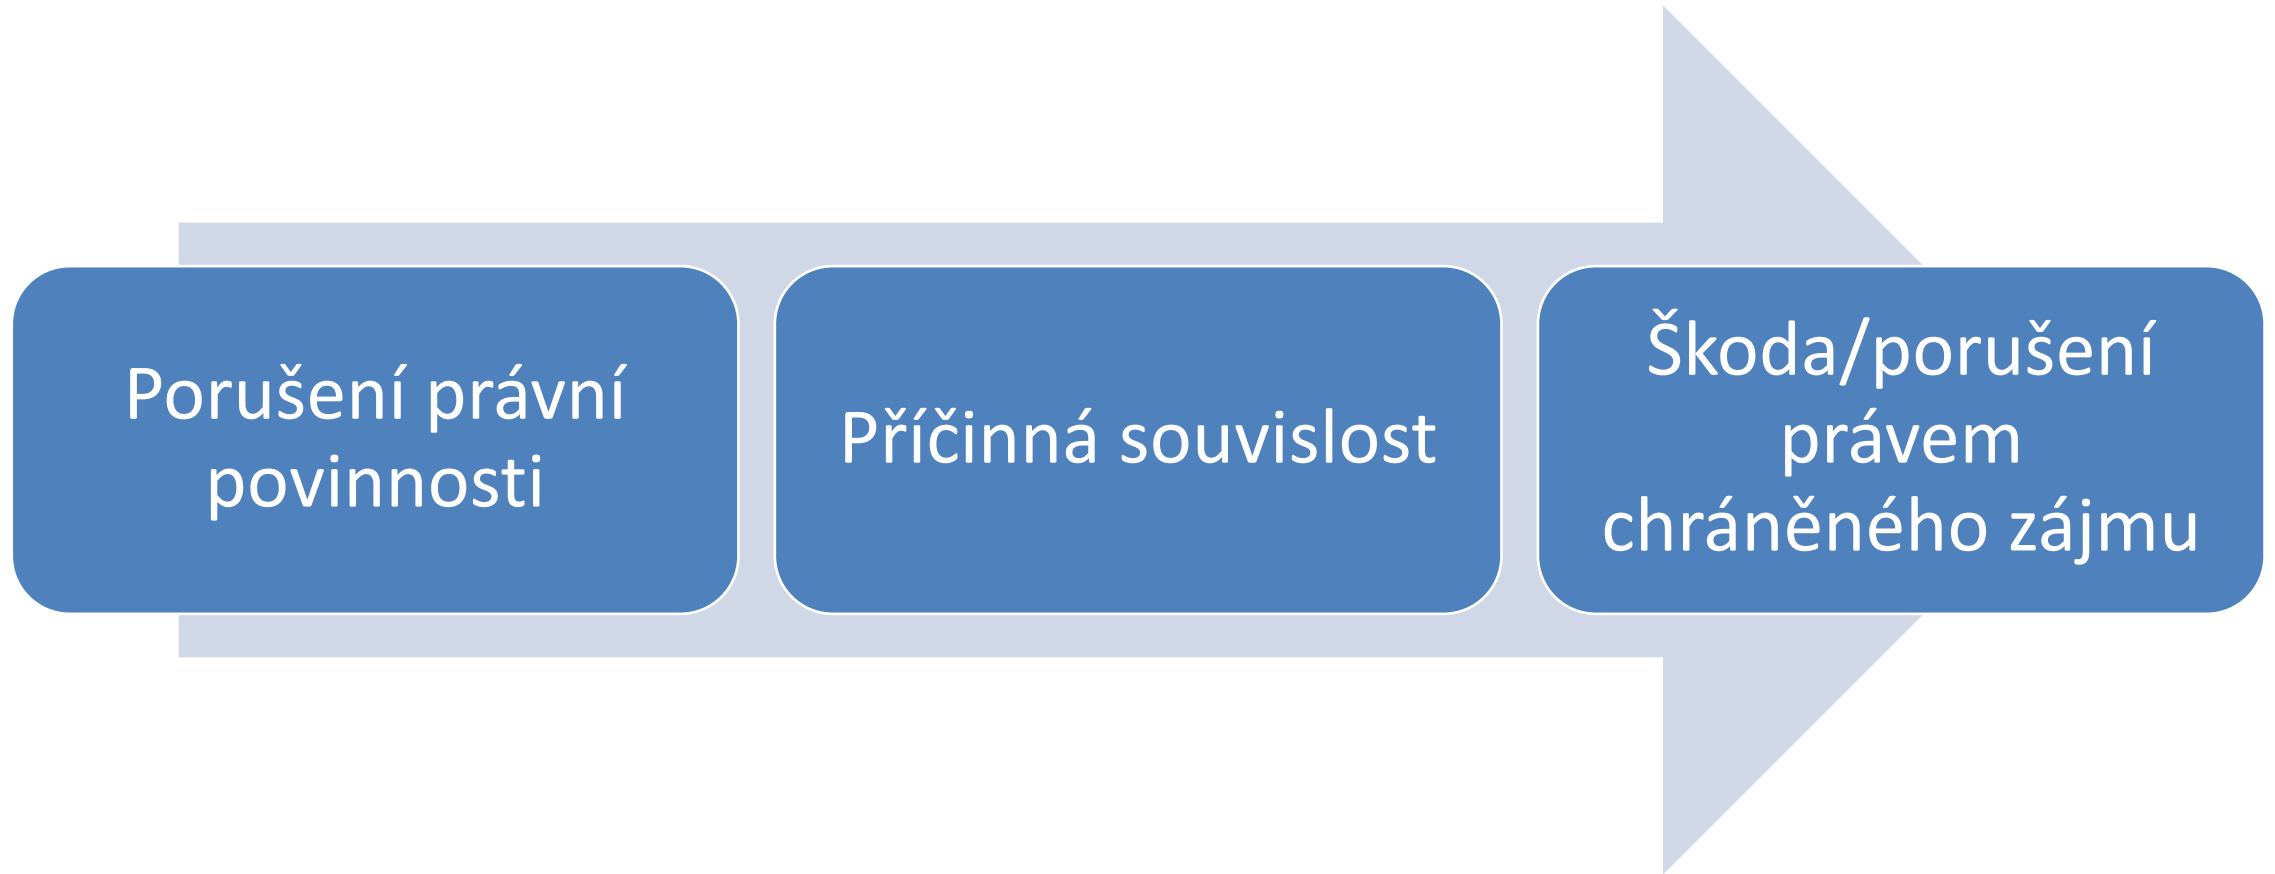 Porušení právní
povinnosti
Příčinná souvislost
Škoda/porušení
právem
chráněného zájmu